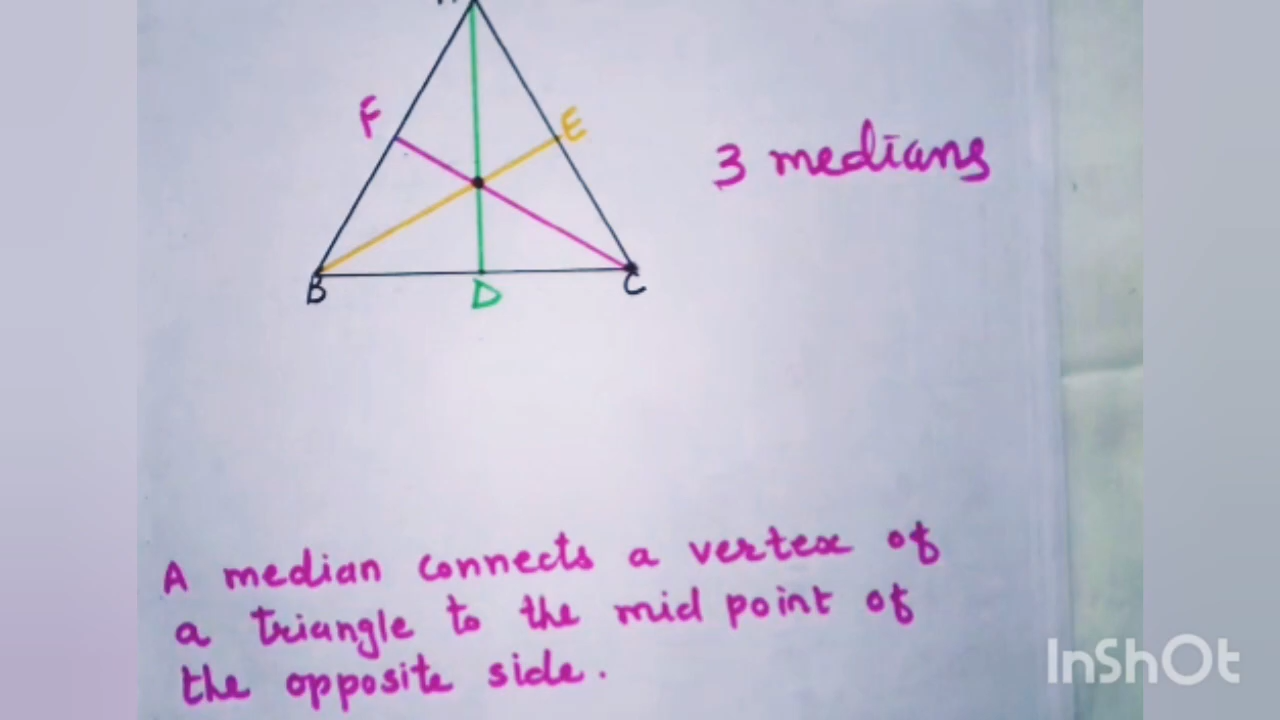 F
E
3 medians
B
D
C
A median connects a vertex of
a triangle to the mid point of
the opposite side.
InShOt